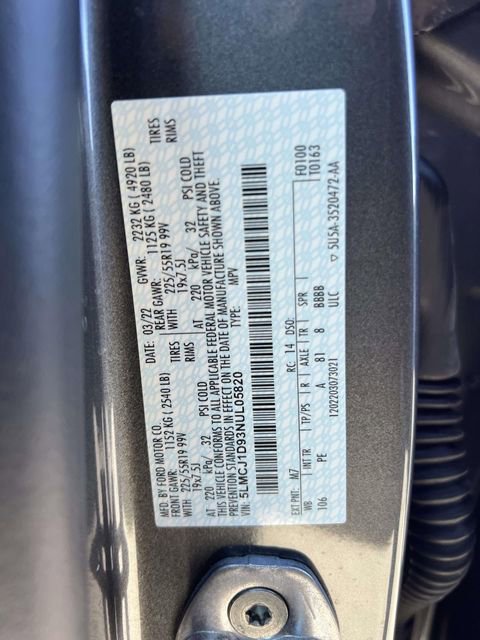 MFD. BY FORD MOTOR CO.
DATE: 03/22 GVWR: 2232 KG ( 4920 LB)
FRONT GAWR: 1152 KG ( 2540 LB) REAR GAWR: 1125 KG ( 2480 LB)
WITH 225/55R19 99V TIRES WITH 225/55R19 99V TIRES
19x7.5J RIMS 19x7.5J RIMS
AT 220 kPa/ 32 PSI COLD AT 220 kPa/ 32 PSI COLD
THIS VEHICLE CONFORMS TO ALL APPLICABLE FEDERAL MOTOR VEHICLE SAFETY AND THEFT
PREVENTION STANDARDS IN EFFECT ON THE DATE OF MANUFACTURE SHOWN ABOVE.
VIN: 5LMCJ1D93NUL05820 TYPE: MPV
EXT PNT: M7 RC: 14 DSO: F0100
T0163
WB INT TR TP/PS R AXLE TR SPR
106 PE A 81 8 BBBB
1202203073021 ULC ▽ 5U5A-3520472-AA